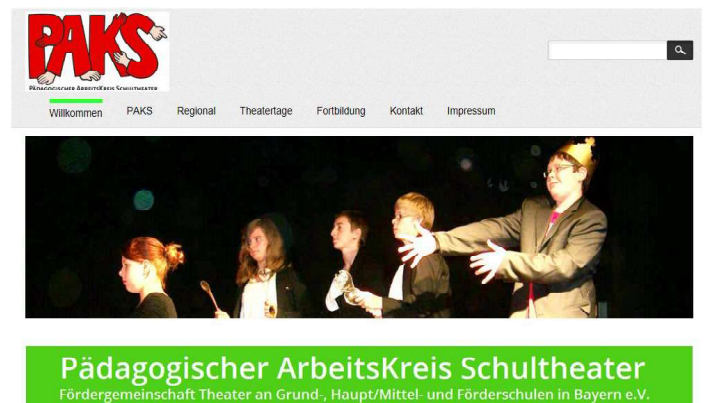 PAKS
PÄDAGOGISCHER ARBEITSKREIS SCHULTHEATER
Willkommen PAKS Regional Theatertage Fortbildung Kontakt Impressum
Pädagogischer ArbeitsKreis Schultheater
Fördergemeinschaft Theater an Grund-, Haupt/Mittel- und Förderschulen in Bayern e.V.